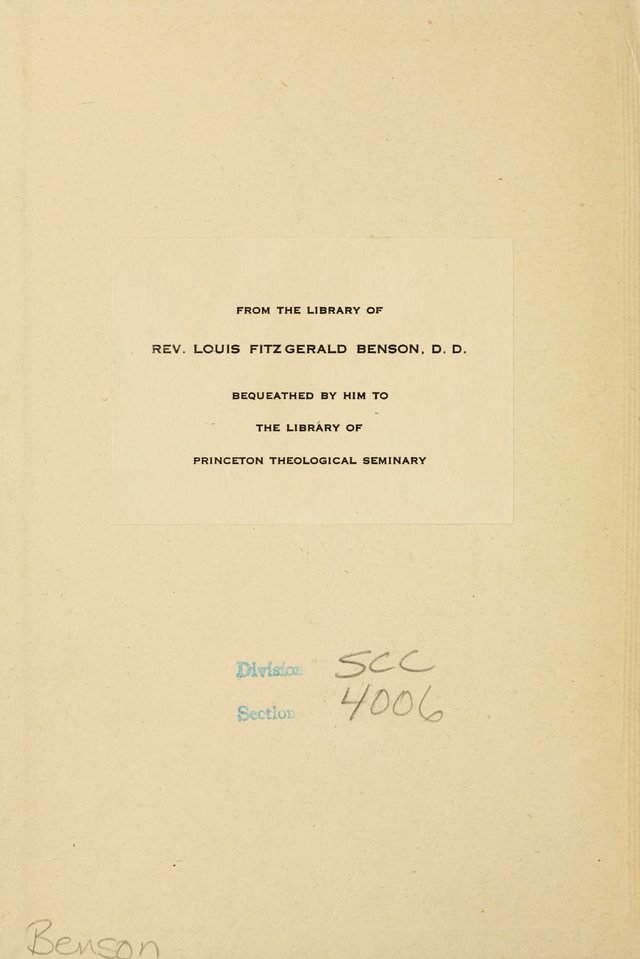 FROM THE LIBRARY OF
REV. LOUIS FITZGERALD BENSON, D. D.
BEQUEATHED BY HIM TO
THE LIBRARY OF
PRINCETON THEOLOGICAL SEMINARY
Division SCC
Section 4006
Benson